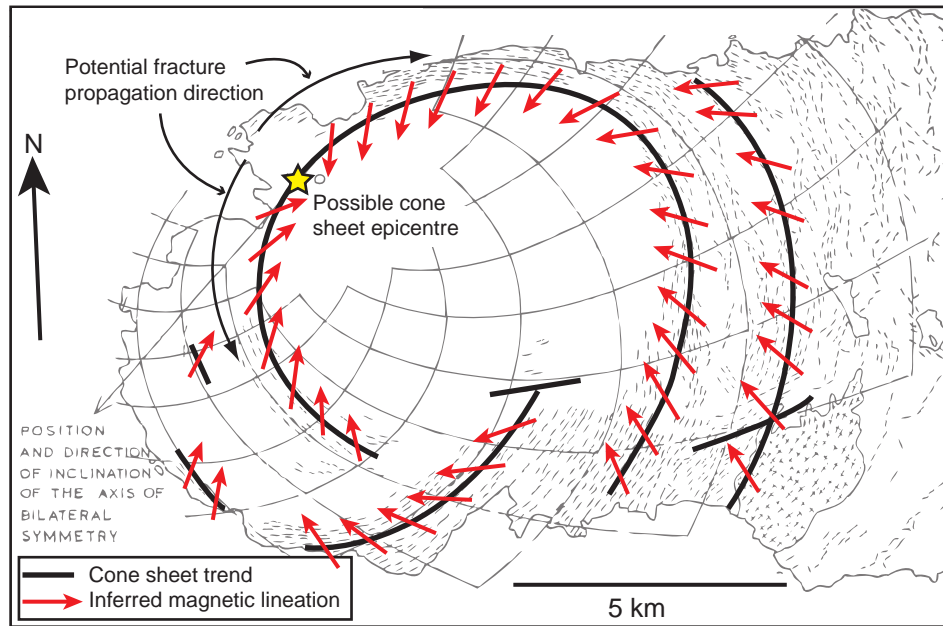 Potential fracture
propagation direction
N
Possible cone
sheet epicentre
POSITION
AND DIRECTION
OF INCLINATION
OF THE AXIS OF
BILATERAL
SYMMETRY
Cone sheet trend
Inferred magnetic lineation
5 km